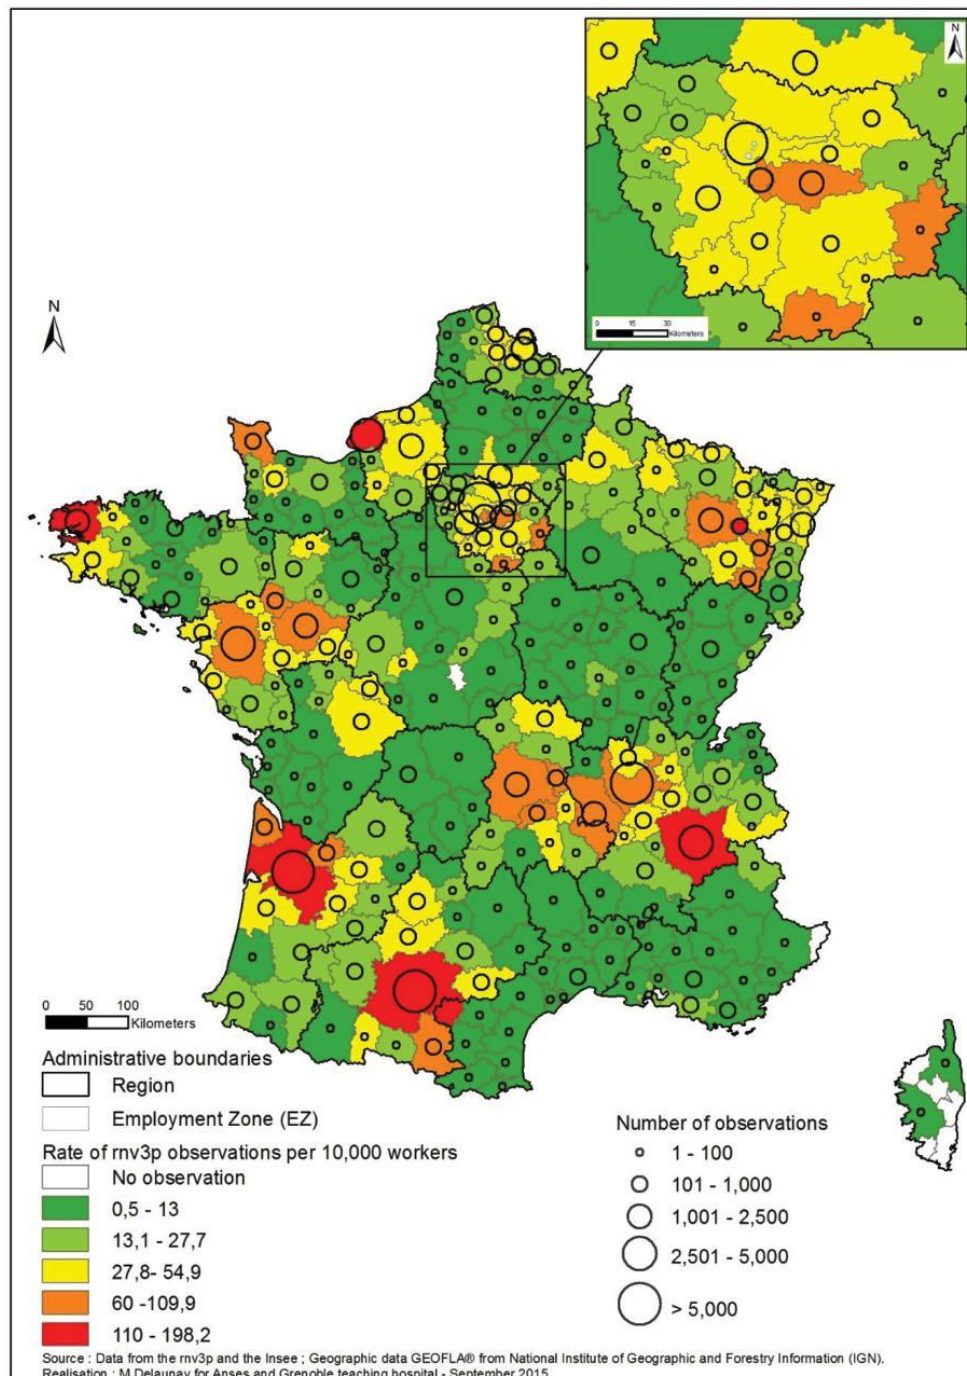 N
0 15 30
Kilometers
N
0 50 100
Kilometers
Administrative boundaries
Region
Employment Zone (EZ)
Rate of rnv3p observations per 10,000 workers
No observation
0,5 - 13
13,1 - 27,7
27,8- 54,9
60 -109,9
110 - 198,2
Number of observations
1 - 100
101 - 1,000
1,001 - 2,500
2,501 - 5,000
> 5,000
Source : Data from the rnv3p and the Insee ; Geographic data GEOFLA® from National Institute of Geographic and Forestry Information (IGN).
Realisation : M.Delaunay for Anses and Grenoble teaching hospital - September 2015